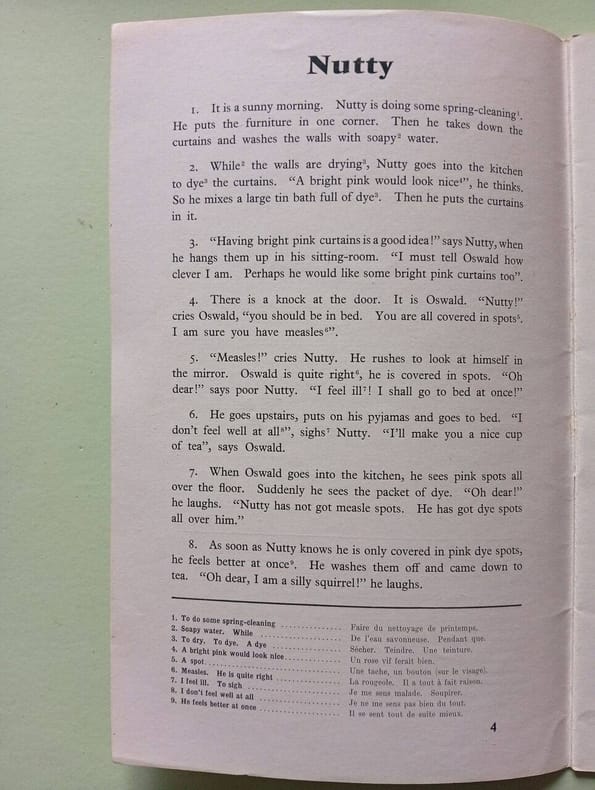 Nutty
1. It is a sunny morning. Nutty is doing some spring-cleaning¹.
He puts the furniture in one corner. Then he takes down the
curtains and washes the walls with soapy² water.
2. While² the walls are drying³, Nutty goes into the kitchen
to dye³ the curtains. “A bright pink would look nice⁴”, he thinks.
So he mixes a large tin bath full of dye³. Then he puts the curtains
in it.
3. “Having bright pink curtains is a good idea!” says Nutty, when
he hangs them up in his sitting-room. “I must tell Oswald how
clever I am. Perhaps he would like some bright pink curtains too”.
4. There is a knock at the door. It is Oswald. “Nutty!”
cries Oswald, “you should be in bed. You are all covered in spots⁵.
I am sure you have measles⁶”.
5. “Measles!” cries Nutty. He rushes to look at himself in
the mirror. Oswald is quite right⁶, he is covered in spots. “Oh
dear!” says poor Nutty. “I feel ill⁷! I shall go to bed at once!”
6. He goes upstairs, puts on his pyjamas and goes to bed. “I
don’t feel well at all⁸”, sighs⁷ Nutty. “I’ll make you a nice cup
of tea”, says Oswald.
7. When Oswald goes into the kitchen, he sees pink spots all
over the floor. Suddenly he sees the packet of dye. “Oh dear!”
he laughs. “Nutty has not got measle spots. He has got dye spots
all over him.”
8. As soon as Nutty knows he is only covered in pink dye spots,
he feels better at once⁹. He washes them off and came down to
tea. “Oh dear, I am a silly squirrel!” he laughs.
1. To do some spring-cleaning ................ Faire du nettoyage de printemps.
2. Soapy water. While ................ De l’eau savonneuse. Pendant que.
3. To dry. To dye. A dye ................ Sécher. Teindre. Une teinture.
4. A bright pink would look nice ................ Un rose vif ferait bien.
5. A spot ................ Une tache, un bouton (sur le visage).
6. Measles. He is quite right ................ La rougeole. Il a tout à fait raison.
7. I feel ill. To sigh ................ Je me sens malade. Soupirer.
8. I don’t feel well at all ................ Je ne me sens pas bien du tout.
9. He feels better at once ................ Il se sent tout de suite mieux.
4